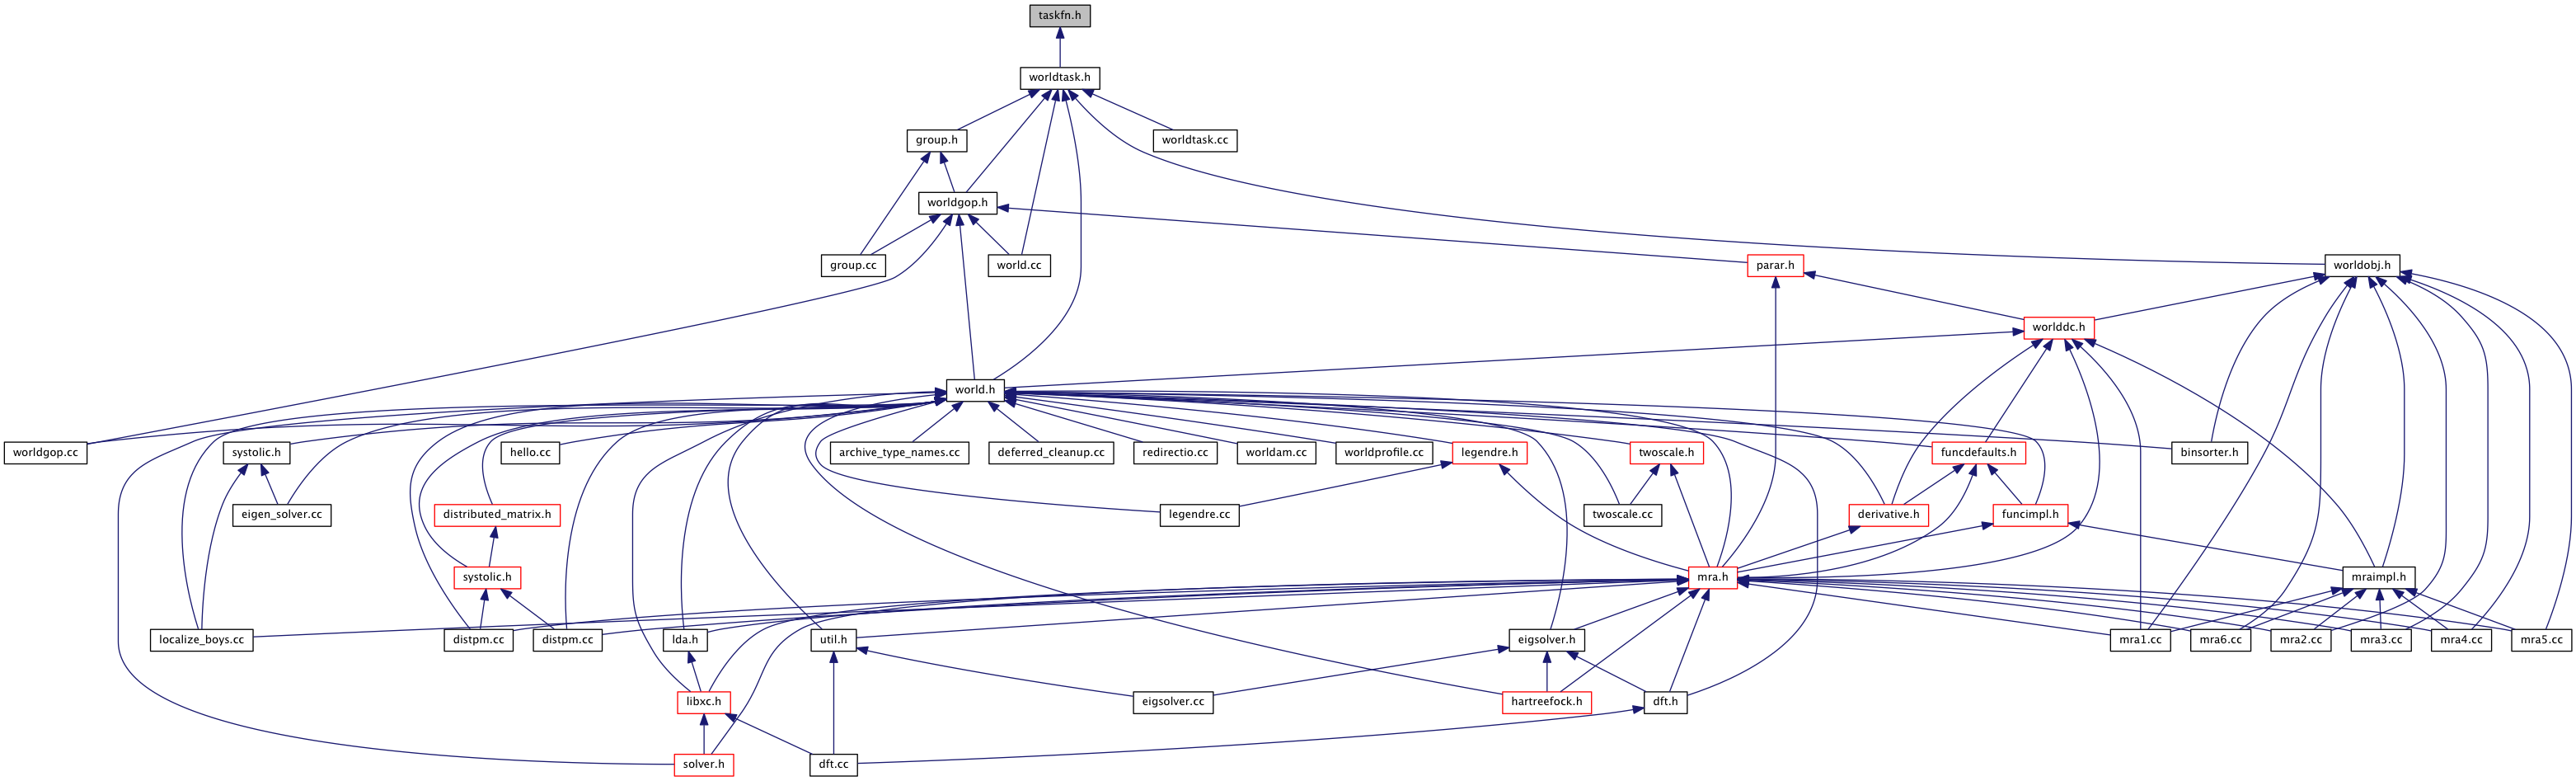 taskfn.h
worldtask.h
group.h
worldtask.cc
worldgop.h
group.cc
world.cc
parar.h
worldobj.h
worlddc.h
world.h
worldgop.cc
systolic.h
hello.cc
archive_type_names.cc
deferred_cleanup.cc
redirectio.cc
worldam.cc
worldprofile.cc
legendre.h
twoscale.h
funcdefaults.h
binsorter.h
eigen_solver.cc
distributed_matrix.h
legendre.cc
twoscale.cc
derivative.h
funcimpl.h
systolic.h
mra.h
mraimpl.h
localize_boys.cc
distpm.cc
distpm.cc
lda.h
util.h
eigsolver.h
mra1.cc
mra6.cc
mra2.cc
mra3.cc
mra4.cc
mra5.cc
libxc.h
eigsolver.cc
hartreefock.h
dft.h
solver.h
dft.cc